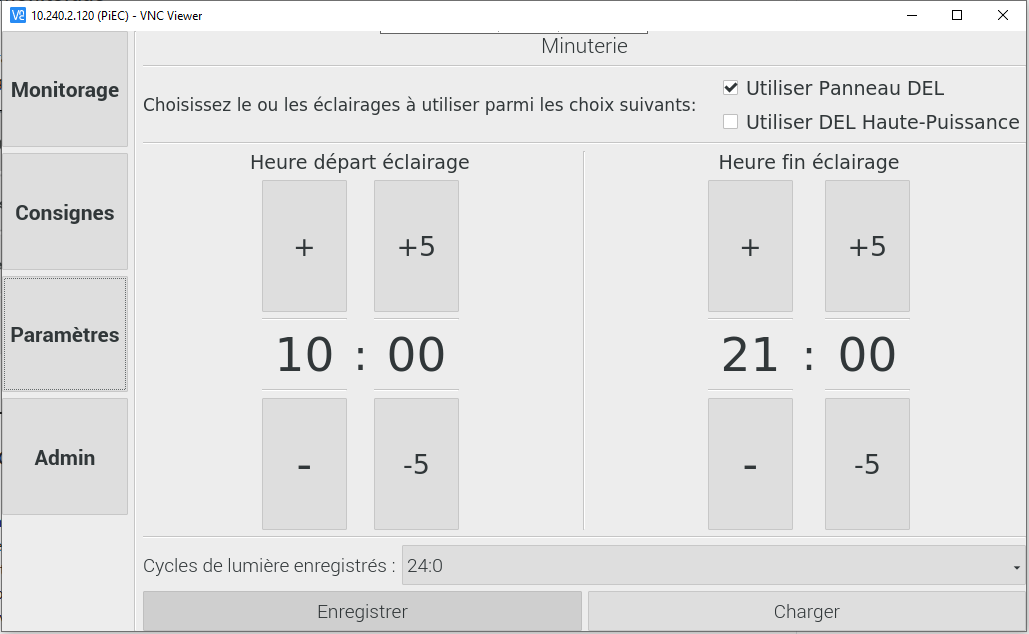 10.240.2.120 (PiEC) - VNC Viewer
Minuterie
Monitorage
Consignes
Paramètres
Admin
Choisissez le ou les éclairages à utiliser parmi les choix suivants:
Utiliser Panneau DEL
Utiliser DEL Haute-Puissance
Heure départ éclairage
+ +5
10 : 00
- -5
Heure fin éclairage
+ +5
21 : 00
- -5
Cycles de lumière enregistrés : 24:0
Enregistrer
Charger